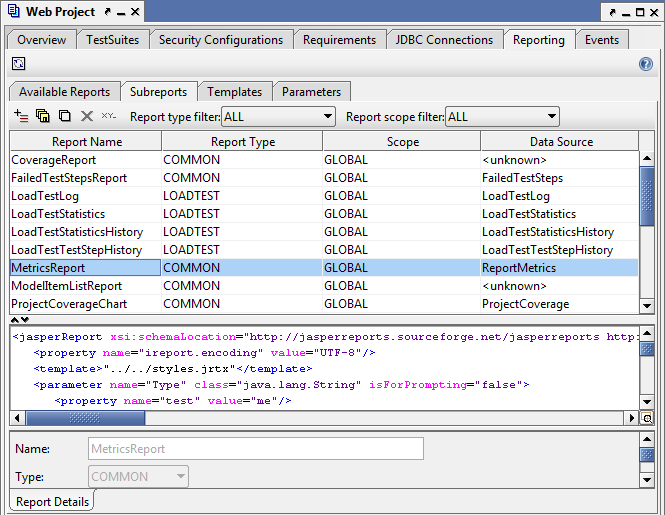 Web Project
Overview TestSuites Security Configurations Requirements JDBC Connections Reporting Events
Available Reports Subreports Templates Parameters
XY- Report type filter: ALL Report scope filter: ALL
Report Name Report Type Scope Data Source
CoverageReport COMMON GLOBAL <unknown>
FailedTestStepsReport COMMON GLOBAL FailedTestSteps
LoadTestLog LOADTEST GLOBAL LoadTestLog
LoadTestStatistics LOADTEST GLOBAL LoadTestStatistics
LoadTestStatisticsHistory LOADTEST GLOBAL LoadTestStatisticsHistory
LoadTestTestStepHistory LOADTEST GLOBAL LoadTestTestStepHistory
MetricsReport COMMON GLOBAL ReportMetrics
ModelItemListReport COMMON GLOBAL <unknown>
ProjectCoverageChart COMMON GLOBAL ProjectCoverage
<jasperReport xsi:schemaLocation="http://jasperreports.sourceforge.net/jasperreports http:
<property name="ireport.encoding" value="UTF-8"/>
<template>"../../styles.jrtx"</template>
<parameter name="Type" class="java.lang.String" isForPrompting="false">
<property name="test" value="me"/>
Name: MetricsReport
Type: COMMON
Report Details